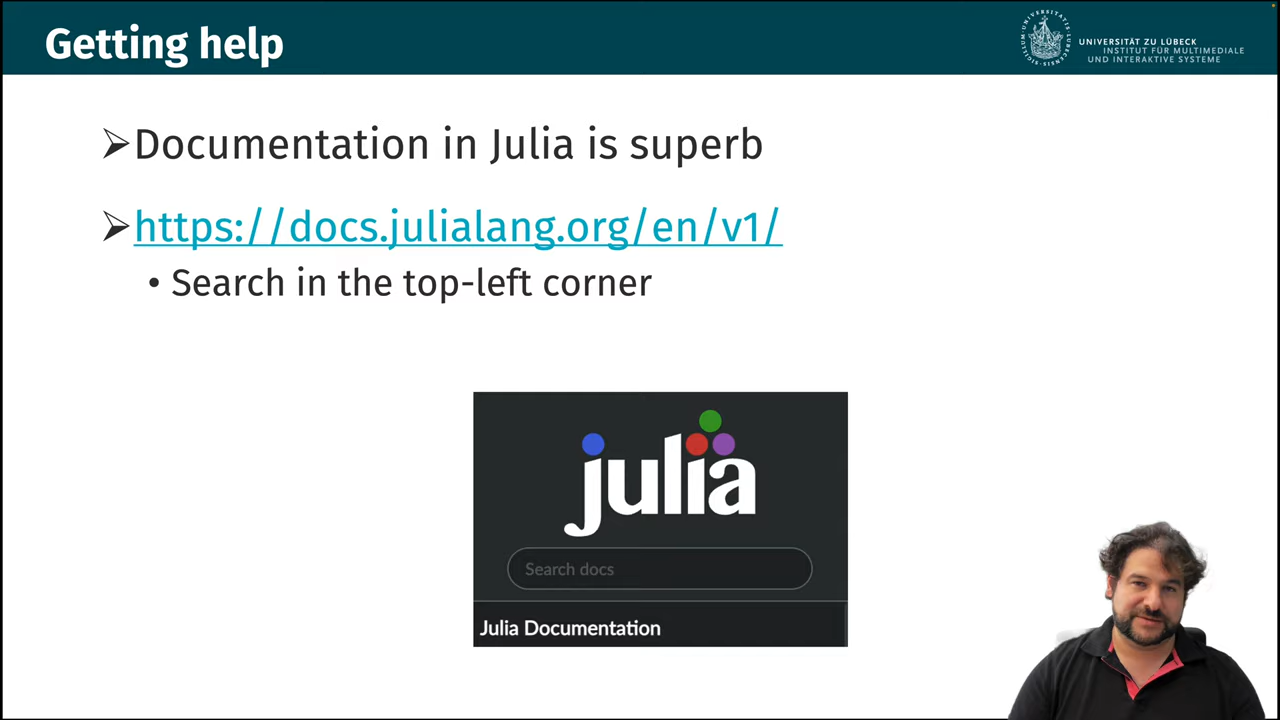 Getting help
UNIVERSITÄT ZU LÜBECK
INSTITUT FÜR MULTIMEDIALE
UND INTERAKTIVE SYSTEME
Documentation in Julia is superb
https://docs.julialang.org/en/v1/
Search in the top-left corner
julia
Search docs
Julia Documentation